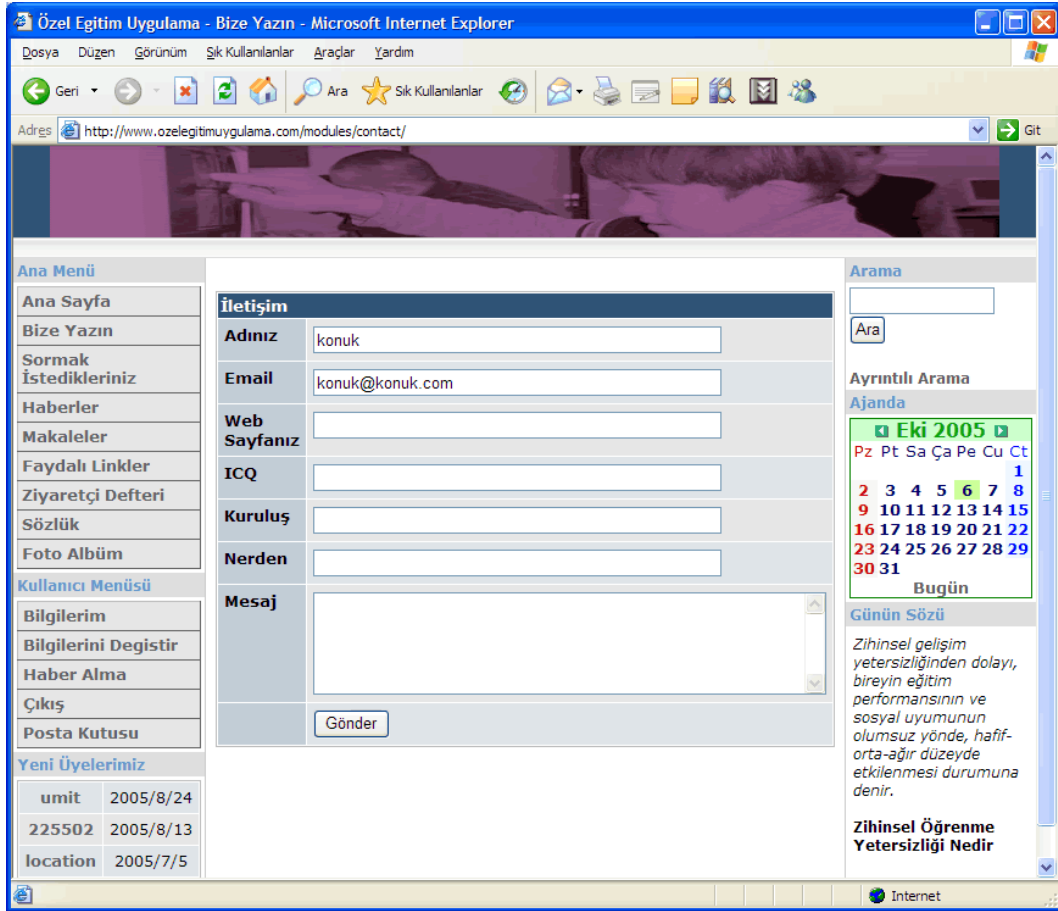 Özel Egitim Uygulama - Bize Yazın - Microsoft Internet Explorer
Dosya Düzen Görünüm Sık Kullanılanlar Araçlar Yardım
Geri Ara Sık Kullanılanlar
Adres http://www.ozelegitimuygulama.com/modules/contact/ Git
Ana Menü
Ana Sayfa
Bize Yazın
Sormak
İstedikleriniz
Haberler
Makaleler
Faydalı Linkler
Ziyaretçi Defteri
Sözlük
Foto Albüm
Kullanıcı Menüsü
Bilgilerim
Bilgilerini Degistir
Haber Alma
Çıkış
Posta Kutusu
Yeni Üyelerimiz
umit 2005/8/24
225502 2005/8/13
location 2005/7/5
İletişim
Adınız konuk
Email konuk@konuk.com
Web
Sayfanız
ICQ
Kuruluş
Nerden
Mesaj
Gönder
Arama
Ara
Ayrıntılı Arama
Ajanda
Eki 2005
Pz Pt Sa Ça Pe Cu Ct
1
2 3 4 5 6 7 8
9 10 11 12 13 14 15
16 17 18 19 20 21 22
23 24 25 26 27 28 29
30 31
Bugün
Günün Sözü
Zihinsel gelişim
yetersizliğinden dolayı,
bireyin eğitim
performansının ve
sosyal uyumunun
olumsuz yönde, hafif-
orta-ağır düzeyde
etkilenmesi durumuna
denir.
Zihinsel Öğrenme
Yetersizliği Nedir
Internet